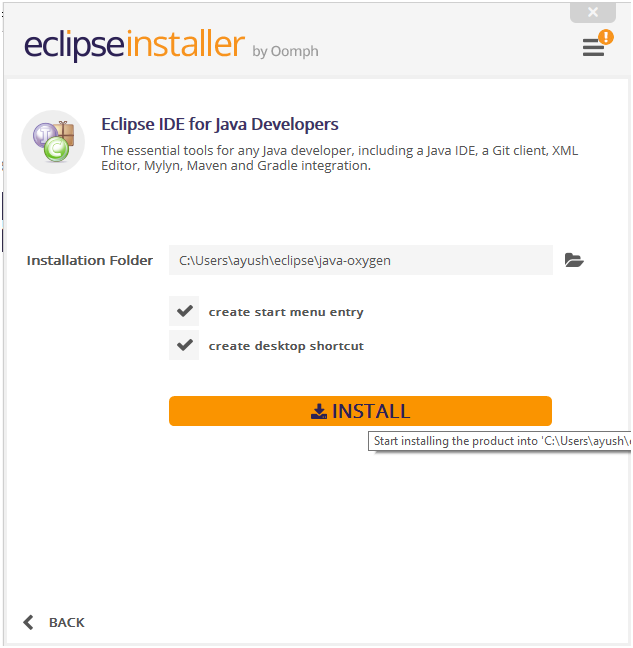 eclipseinstaller by Oomph
Eclipse IDE for Java Developers
The essential tools for any Java developer, including a Java IDE, a Git client, XML
Editor, Mylyn, Maven and Gradle integration.
Installation Folder C:\Users\ayush\eclipse\java-oxygen
create start menu entry
create desktop shortcut
INSTALL
Start installing the product into 'C:\Users\ayush\
BACK